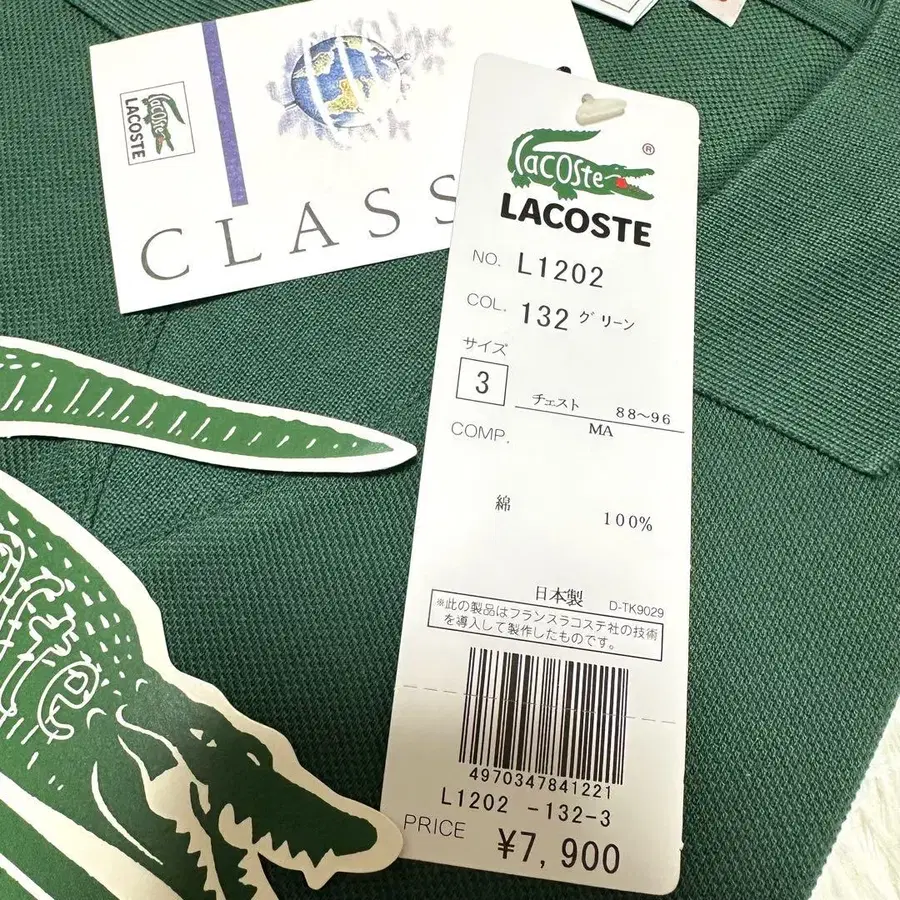 Lacoste
LACOSTE
CLASS
Lacoste ®
LACOSTE
NO. L1202
COL. 132 グリーン
サイズ
3
チェスト 88〜96
MA
COMP.
綿 100%
日本製 D-TK9029
※此の製品はフランスラコステ社の技術
を導入して製作したものです。
4970347841221
L1202 -132-3
PRICE ¥7,900